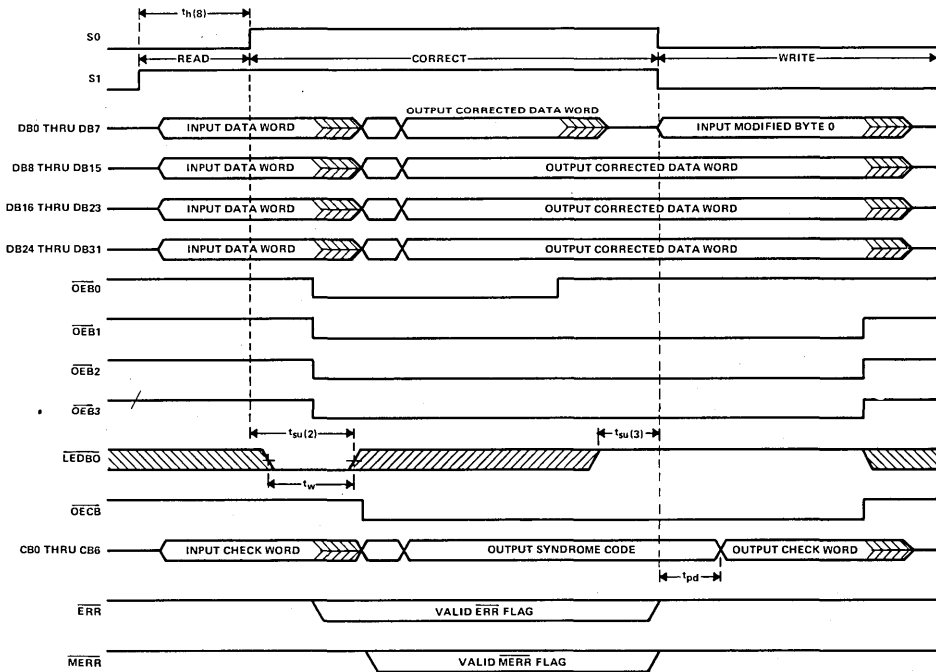 th(8)
S0
READ CORRECT WRITE
S1
OUTPUT CORRECTED DATA WORD
DB0 THRU DB7 INPUT DATA WORD INPUT MODIFIED BYTE 0
DB8 THRU DB15 INPUT DATA WORD OUTPUT CORRECTED DATA WORD
DB16 THRU DB23 INPUT DATA WORD OUTPUT CORRECTED DATA WORD
DB24 THRU DB31 INPUT DATA WORD OUTPUT CORRECTED DATA WORD
OEB0
OEB1
OEB2
OEB3
tsu(2) tsu(3)
LEDBO
tw
OECB
CB0 THRU CB6 INPUT CHECK WORD OUTPUT SYNDROME CODE OUTPUT CHECK WORD
tpd
ERR VALID ERR FLAG
MERR VALID MERR FLAG